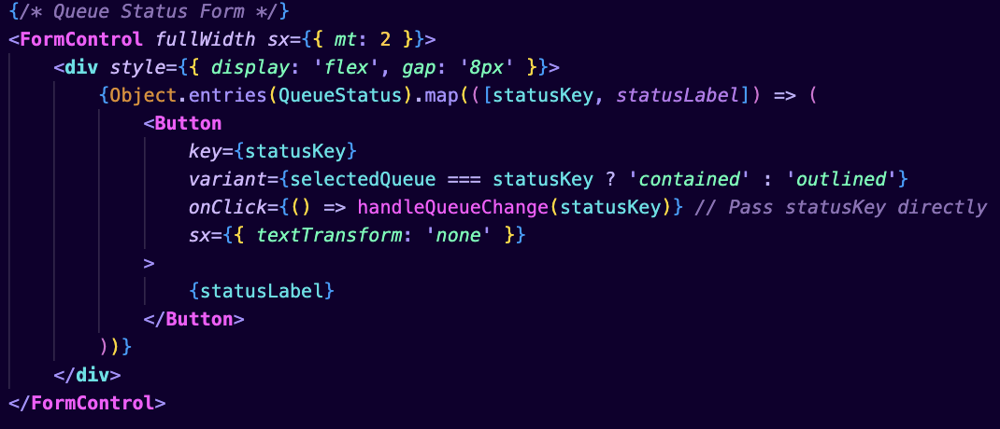 {/* Queue Status Form */}
<FormControl fullWidth sx={{ mt: 2 }}>
<div style={{ display: 'flex', gap: '8px' }}>
{Object.entries(QueueStatus).map(([statusKey, statusLabel]) => (
<Button
key={statusKey}
variant={selectedQueue === statusKey ? 'contained' : 'outlined'}
onClick={() => handleQueueChange(statusKey)} // Pass statusKey directly
sx={{ textTransform: 'none' }}
>
{statusLabel}
</Button>
))}
</div>
</FormControl>